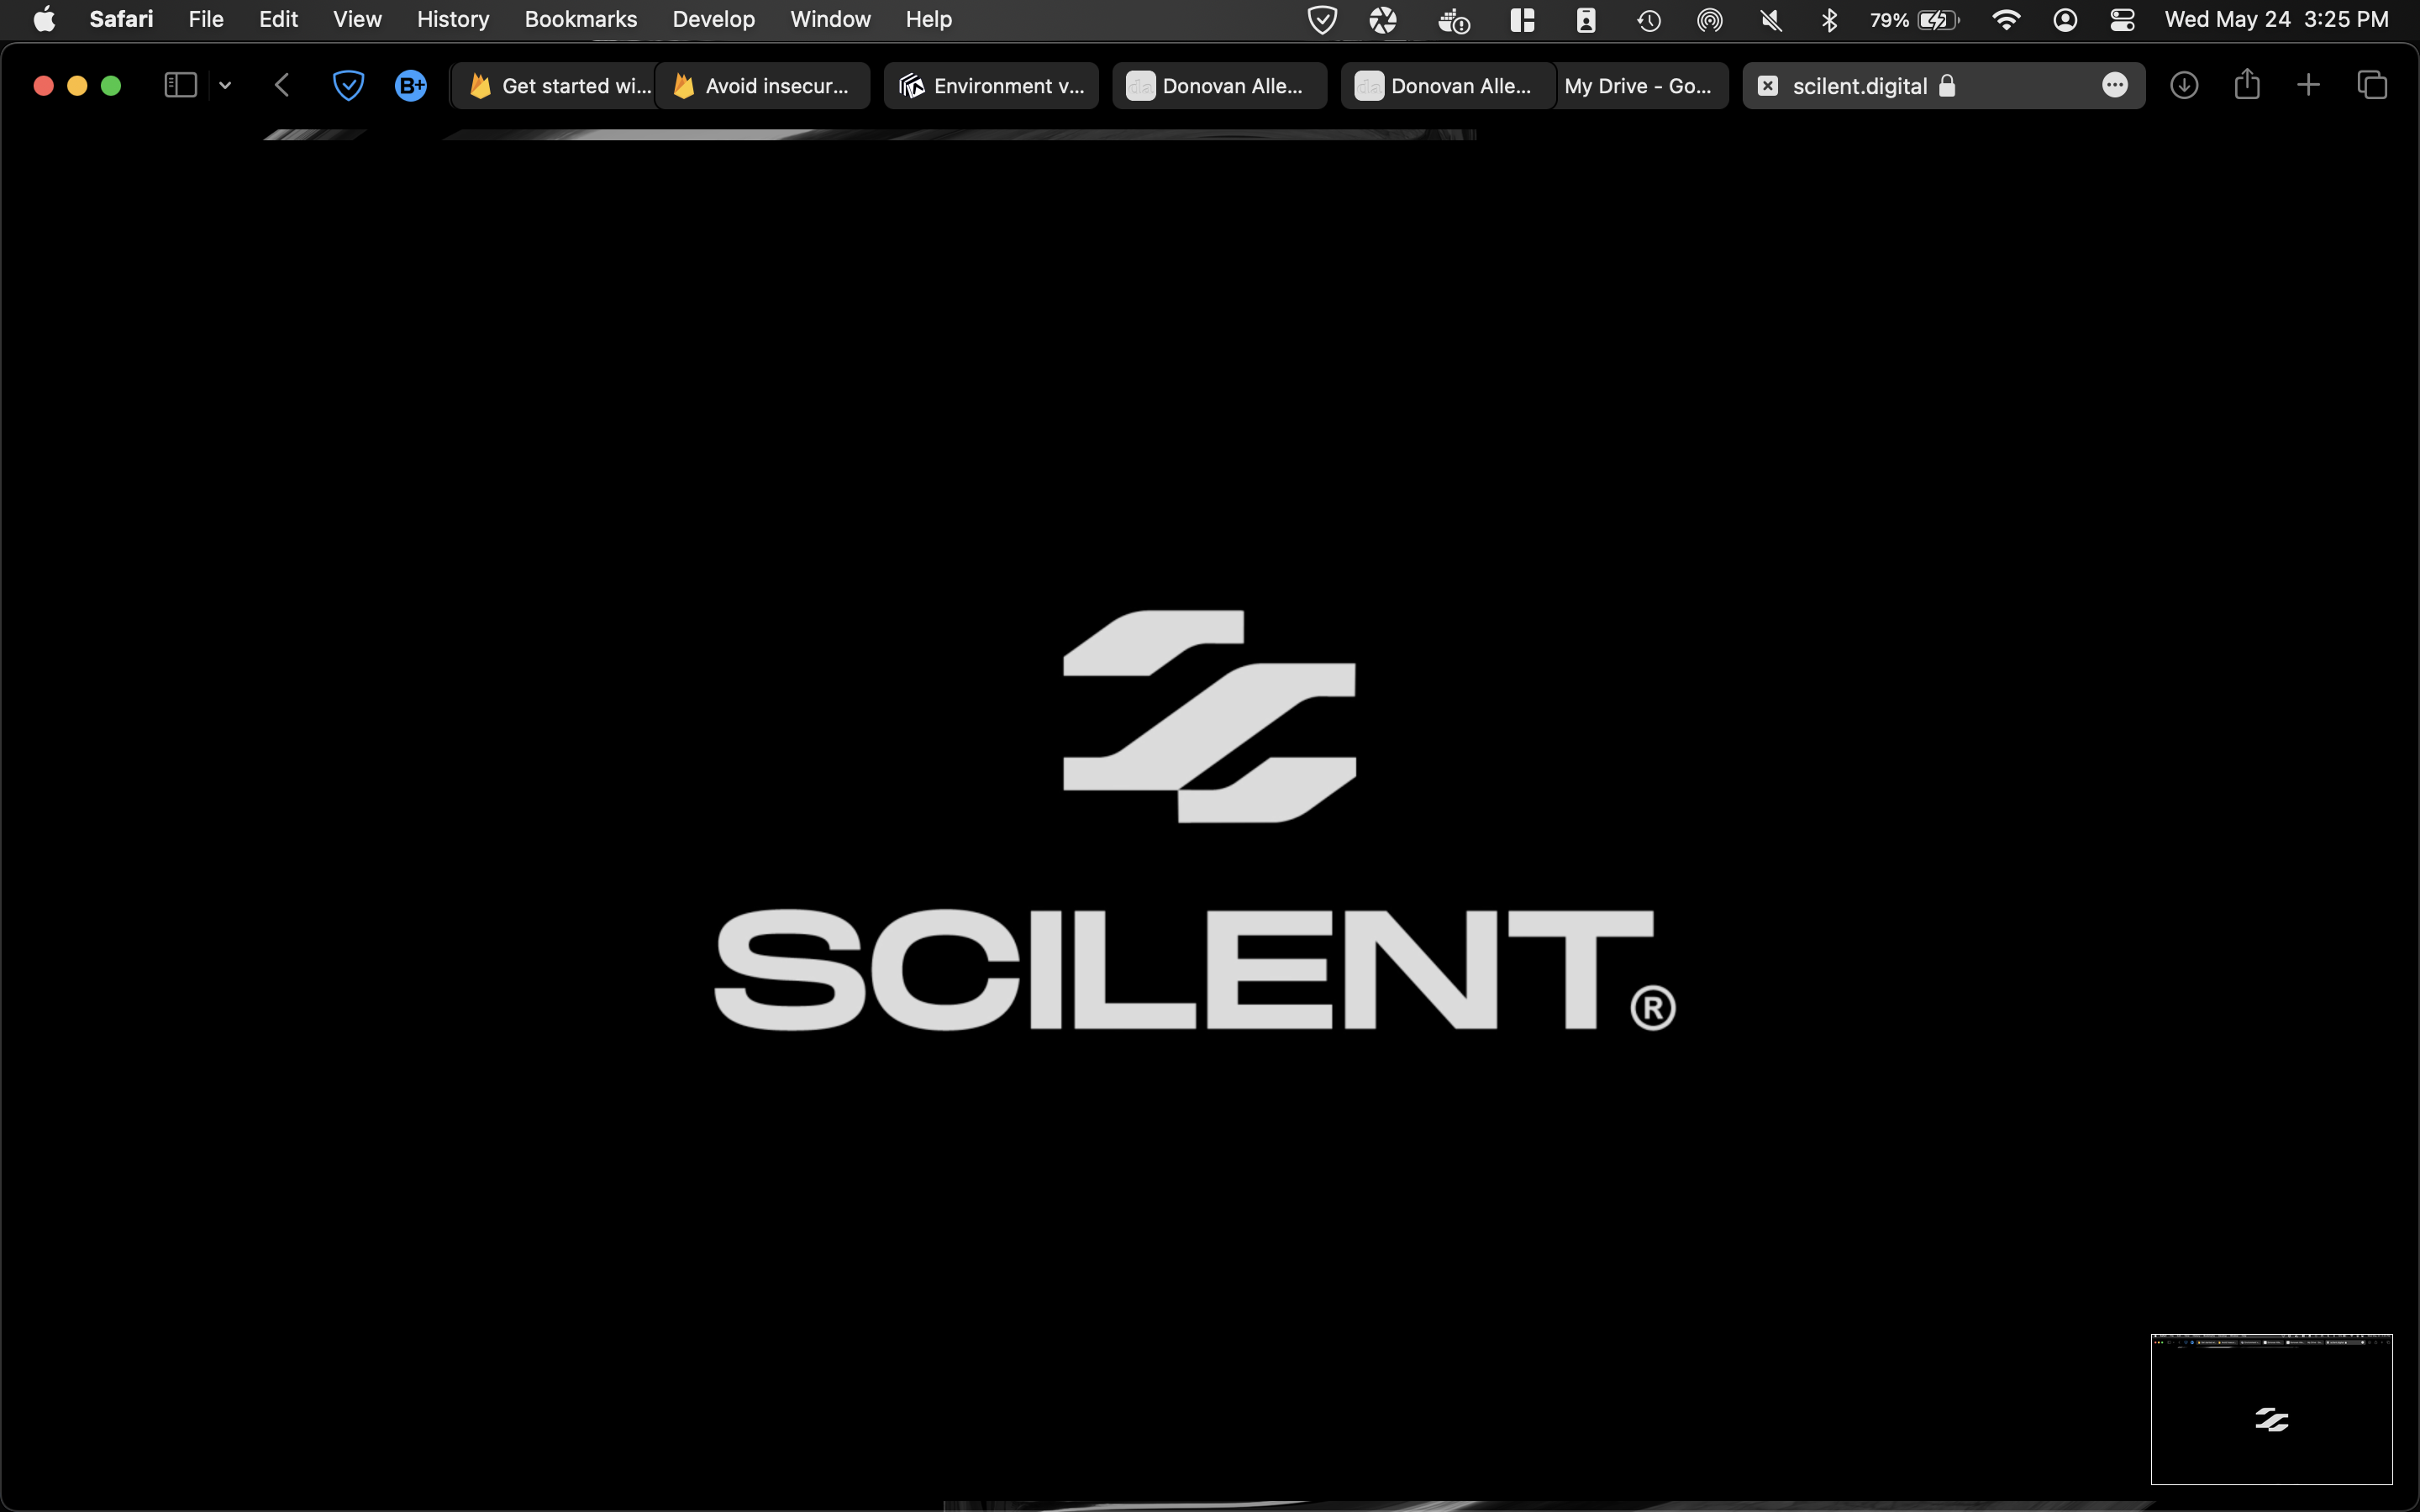 Safari File Edit View History Bookmarks Develop Window Help 79% Wed May 24 3:25 PM
B+ Get started wi... Avoid insecur... Environment v... Donovan Alle... Donovan Alle... My Drive - Go... scilent.digital
SCILENT®